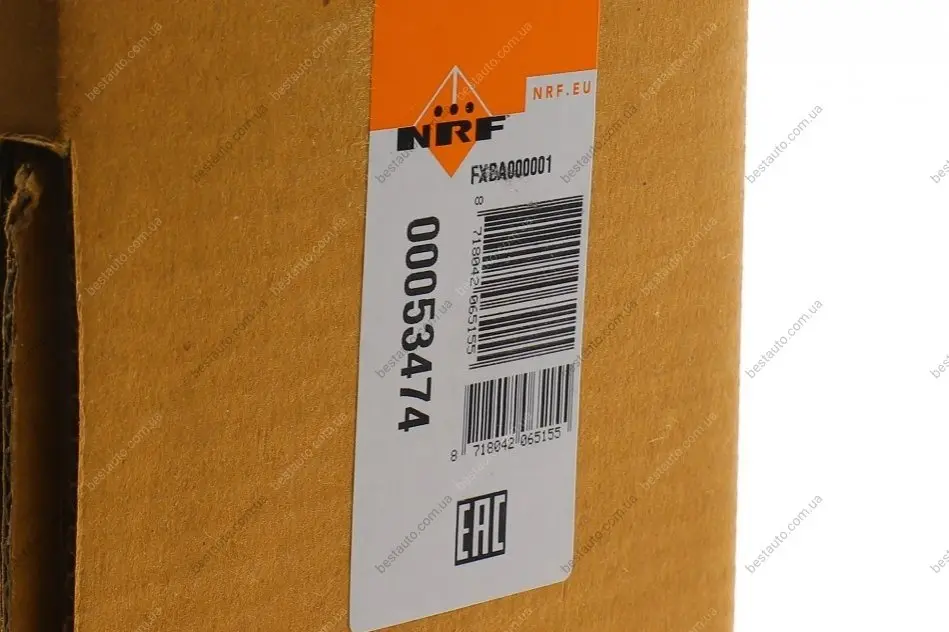 NRF.EU
NRF
FXBA000001
00053474
8 718042 065155
8 718042 065155
EAC
bestauto.com.ua